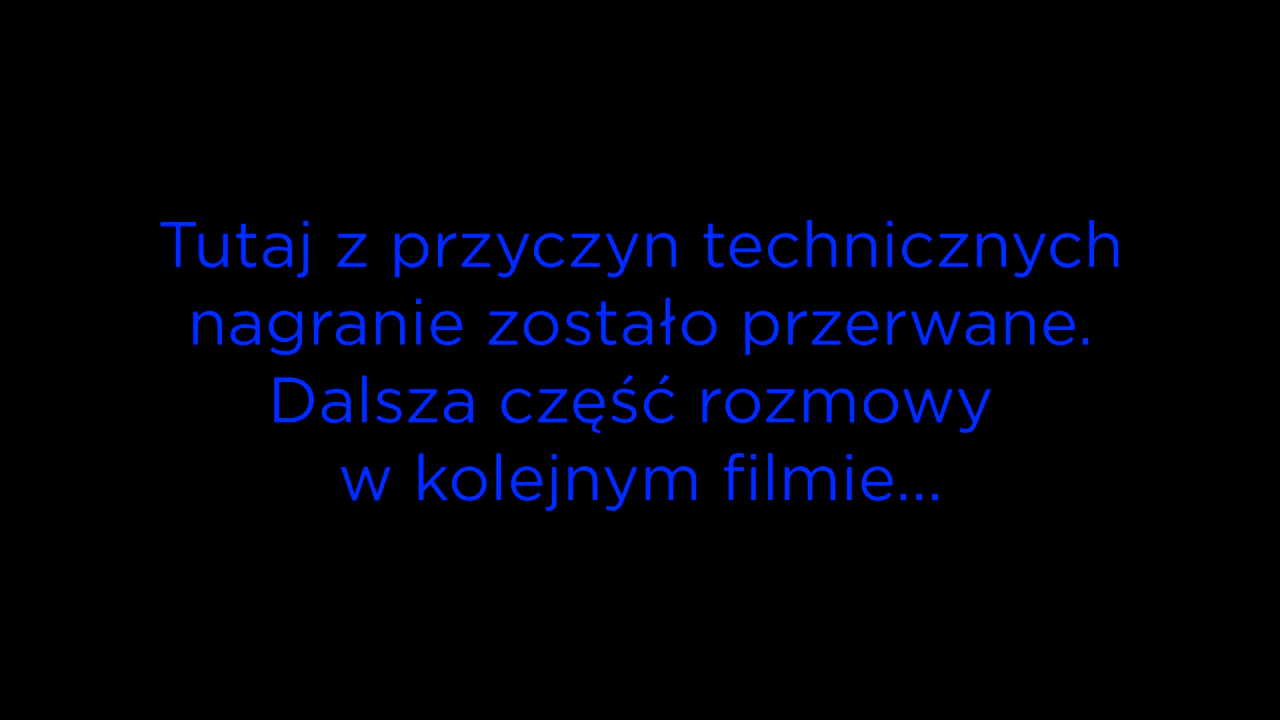 Tutaj z przyczyn technicznych
nagranie zostało przerwane.
Dalsza część rozmowy
w kolejnym filmie...